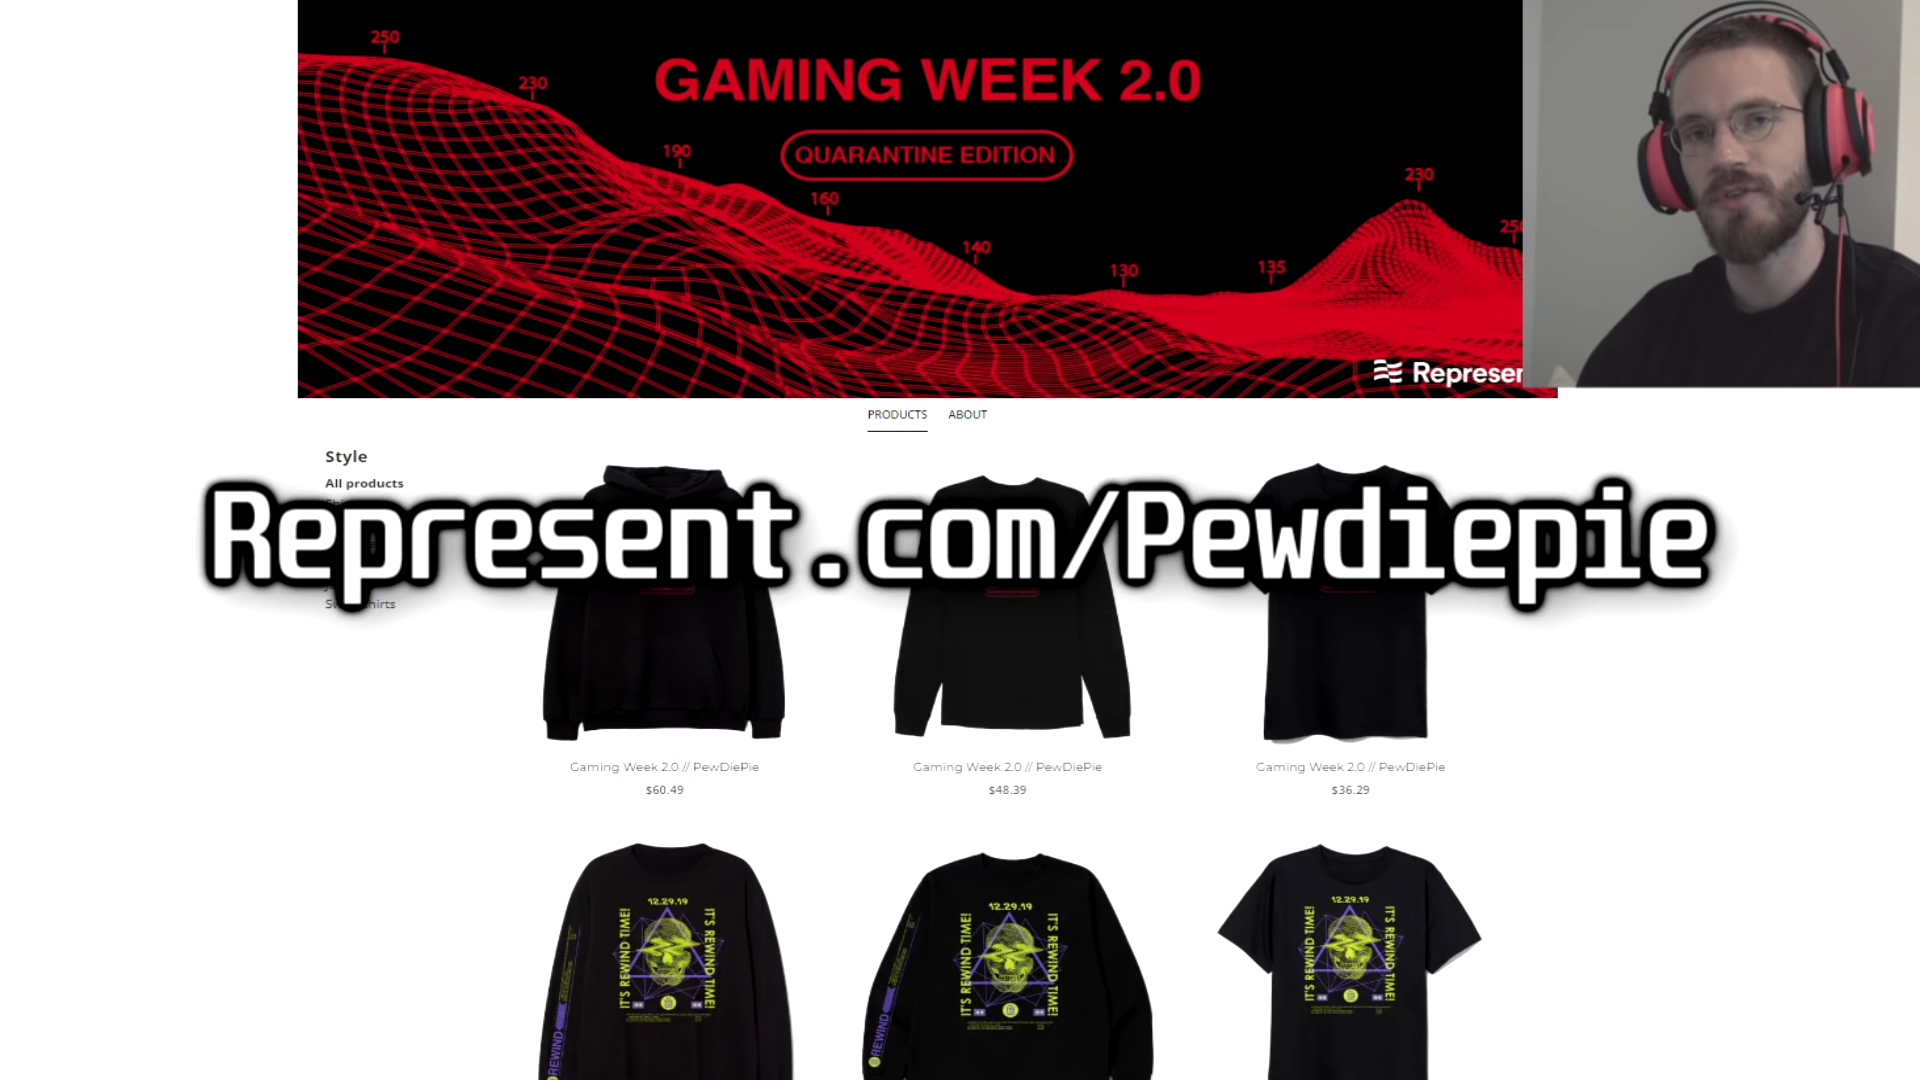 250
230
190
160
140
130
135
230
250
GAMING WEEK 2.0
QUARANTINE EDITION
Represen
PRODUCTS ABOUT
Style
All products
Represent.com/Pewdiepie
Gaming Week 2.0 // PewDiePie
$60.49
Gaming Week 2.0 // PewDiePie
$48.39
Gaming Week 2.0 // PewDiePie
$36.29
12.29.19
IT'S REWIND TIME!
IT'S REWIND TIME!
REWIND
12.29.19
IT'S REWIND TIME!
IT'S REWIND TIME!
REWIND
12.29.19
IT'S REWIND TIME!
IT'S REWIND TIME!